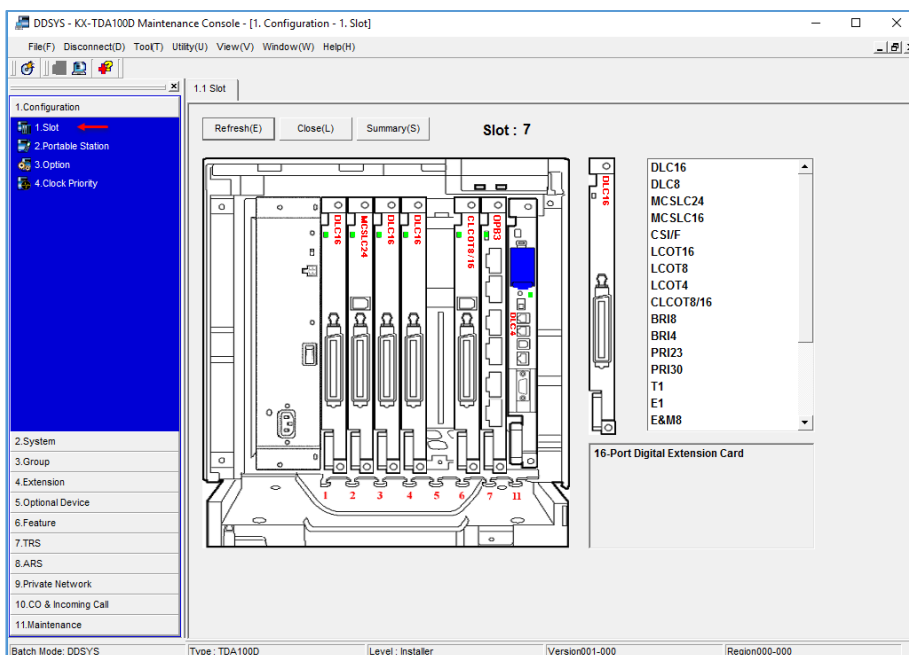 DDSYS - KX-TDA100D Maintenance Console - [1. Configuration - 1. Slot]
File(F) Disconnect(D) Tool(T) Utility(U) View(V) Window(W) Help(H)
1.1 Slot
1.Configuration
1.Slot
2.Portable Station
3.Option
4.Clock Priority
2.System
3.Group
4.Extension
5.Optional Device
6.Feature
7.TRS
8.ARS
9.Private Network
10.CO & Incoming Call
11.Maintenance
Refresh(E) Close(L) Summary(S) Slot : 7
DLC16
MCSLC24
DLC16
DLC16
CLCOT8/16
OPB3
DLC4
1 2 3 4 5 6 7 11
DLC16
DLC16
DLC8
MCSLC24
MCSLC16
CSI/F
LCOT16
LCOT8
LCOT4
CLCOT8/16
BRI8
BRI4
PRI23
PRI30
T1
E1
E&M8
16-Port Digital Extension Card
Batch Mode: DDSYS Type : TDA100D Level : Installer Version001-000 Region000-000